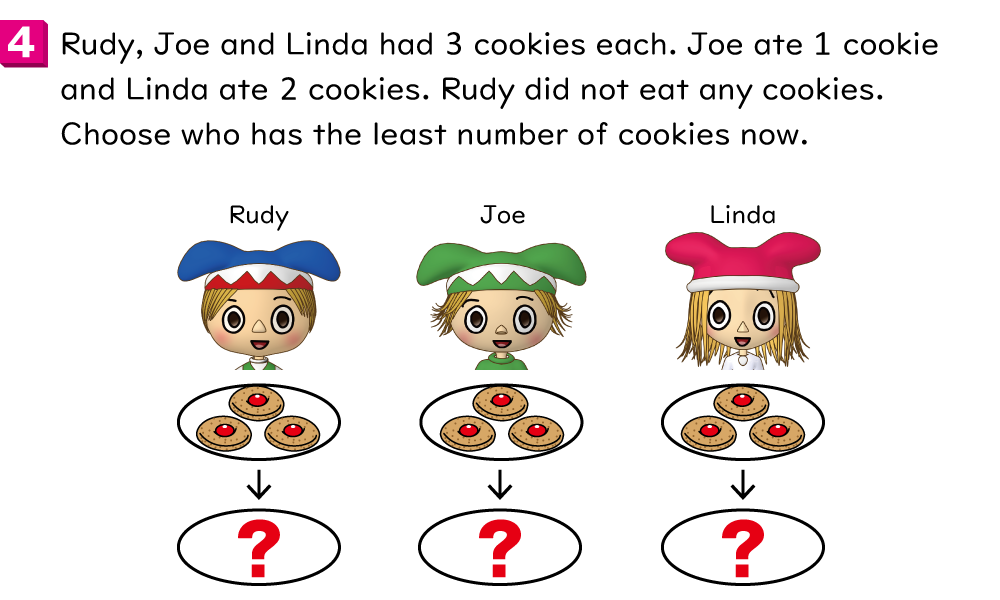 4
Rudy, Joe and Linda had 3 cookies each. Joe ate 1 cookie
and Linda ate 2 cookies. Rudy did not eat any cookies.
Choose who has the least number of cookies now.
Rudy Joe Linda
? ? ?